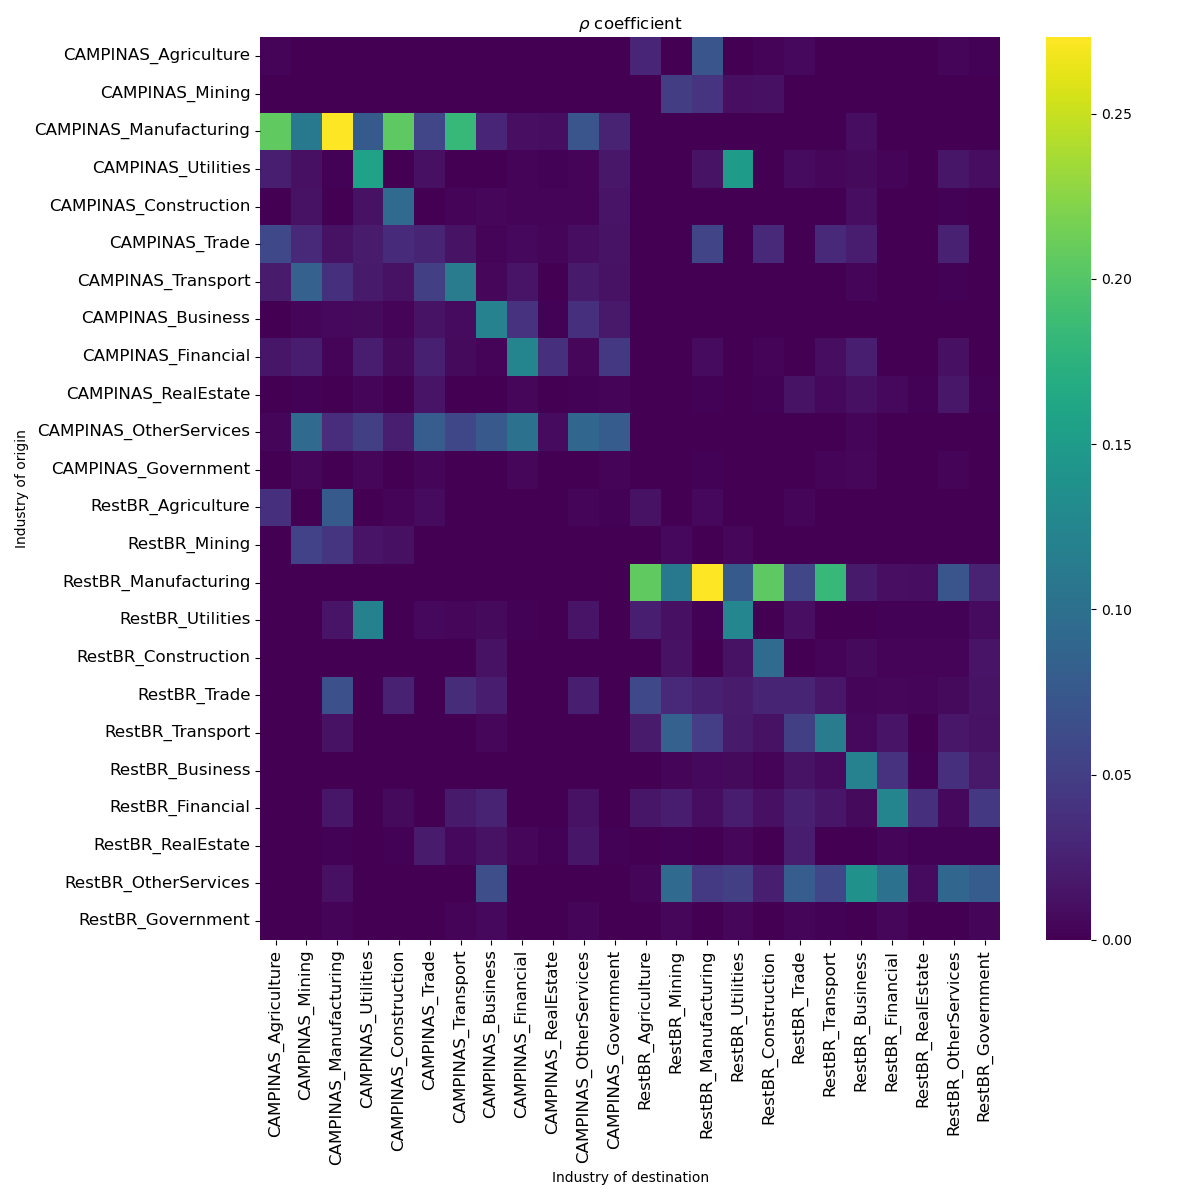 ρ coefficient
CAMPINAS_Agriculture
CAMPINAS_Mining
CAMPINAS_Manufacturing
CAMPINAS_Utilities
CAMPINAS_Construction
CAMPINAS_Trade
CAMPINAS_Transport
CAMPINAS_Business
CAMPINAS_Financial
CAMPINAS_RealEstate
CAMPINAS_OtherServices
CAMPINAS_Government
RestBR_Agriculture
RestBR_Mining
RestBR_Manufacturing
RestBR_Utilities
RestBR_Construction
RestBR_Trade
RestBR_Transport
RestBR_Business
RestBR_Financial
RestBR_RealEstate
RestBR_OtherServices
RestBR_Government
Industry of origin
CAMPINAS_Agriculture
CAMPINAS_Mining
CAMPINAS_Manufacturing
CAMPINAS_Utilities
CAMPINAS_Construction
CAMPINAS_Trade
CAMPINAS_Transport
CAMPINAS_Business
CAMPINAS_Financial
CAMPINAS_RealEstate
CAMPINAS_OtherServices
CAMPINAS_Government
RestBR_Agriculture
RestBR_Mining
RestBR_Manufacturing
RestBR_Utilities
RestBR_Construction
RestBR_Trade
RestBR_Transport
RestBR_Business
RestBR_Financial
RestBR_RealEstate
RestBR_OtherServices
RestBR_Government
Industry of destination
0.25
0.20
0.15
0.10
0.05
0.00